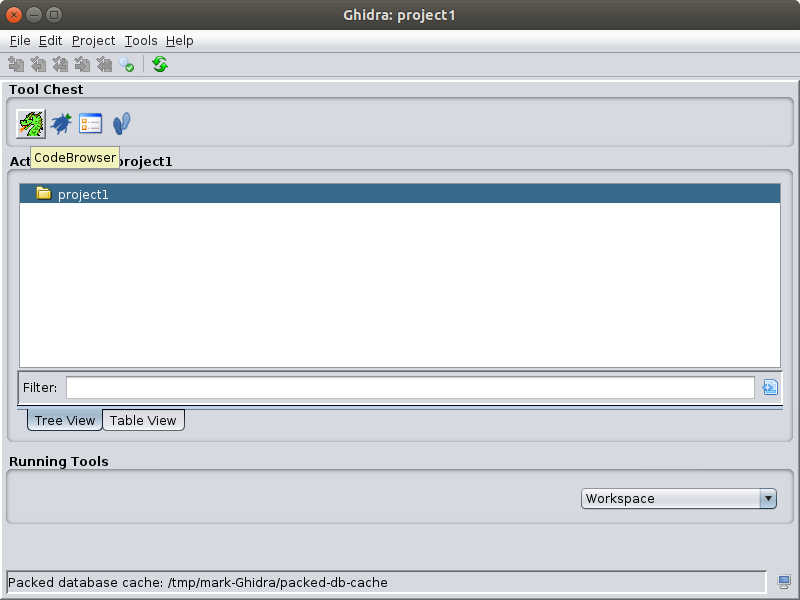 Ghidra: project1
File Edit Project Tools Help
Tool Chest
CodeBrowser
Act project1
project1
Filter:
Tree View Table View
Running Tools
Workspace
Packed database cache: /tmp/mark-Ghidra/packed-db-cache